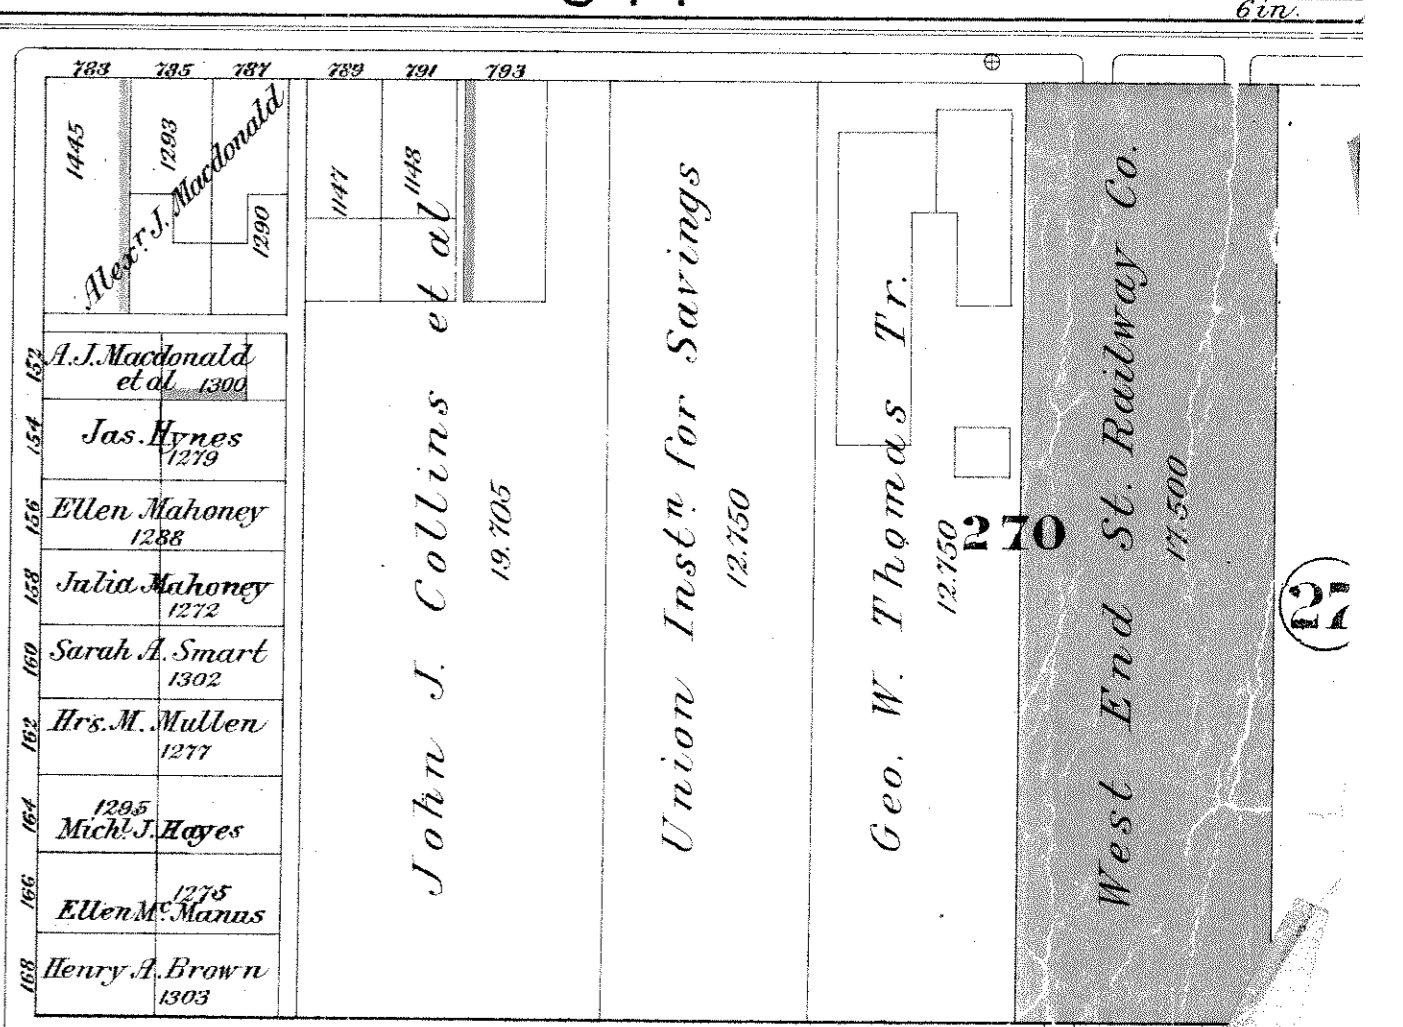 6in.
783 785 787 789 791 793
1445
1293
Alexr. J. Macdonald
1290
1147
1148
152
A.J. Macdonald
et al 1300
154
Jas. Hynes
1279
156
Ellen Mahoney
1288
158
Julia Mahoney
1272
160
Sarah A. Smart
1302
162
Hrs. M. Mullen
1277
164
1295
Michl. J. Hayes
166
1275
Ellen Mc. Manus
168
Henry A. Brown
1303
John J. Collins et al
19.705
Union Instn for Savings
12.750
Geo. W. Thomas Tr.
12.750
270
West End St. Railway Co.
17.500